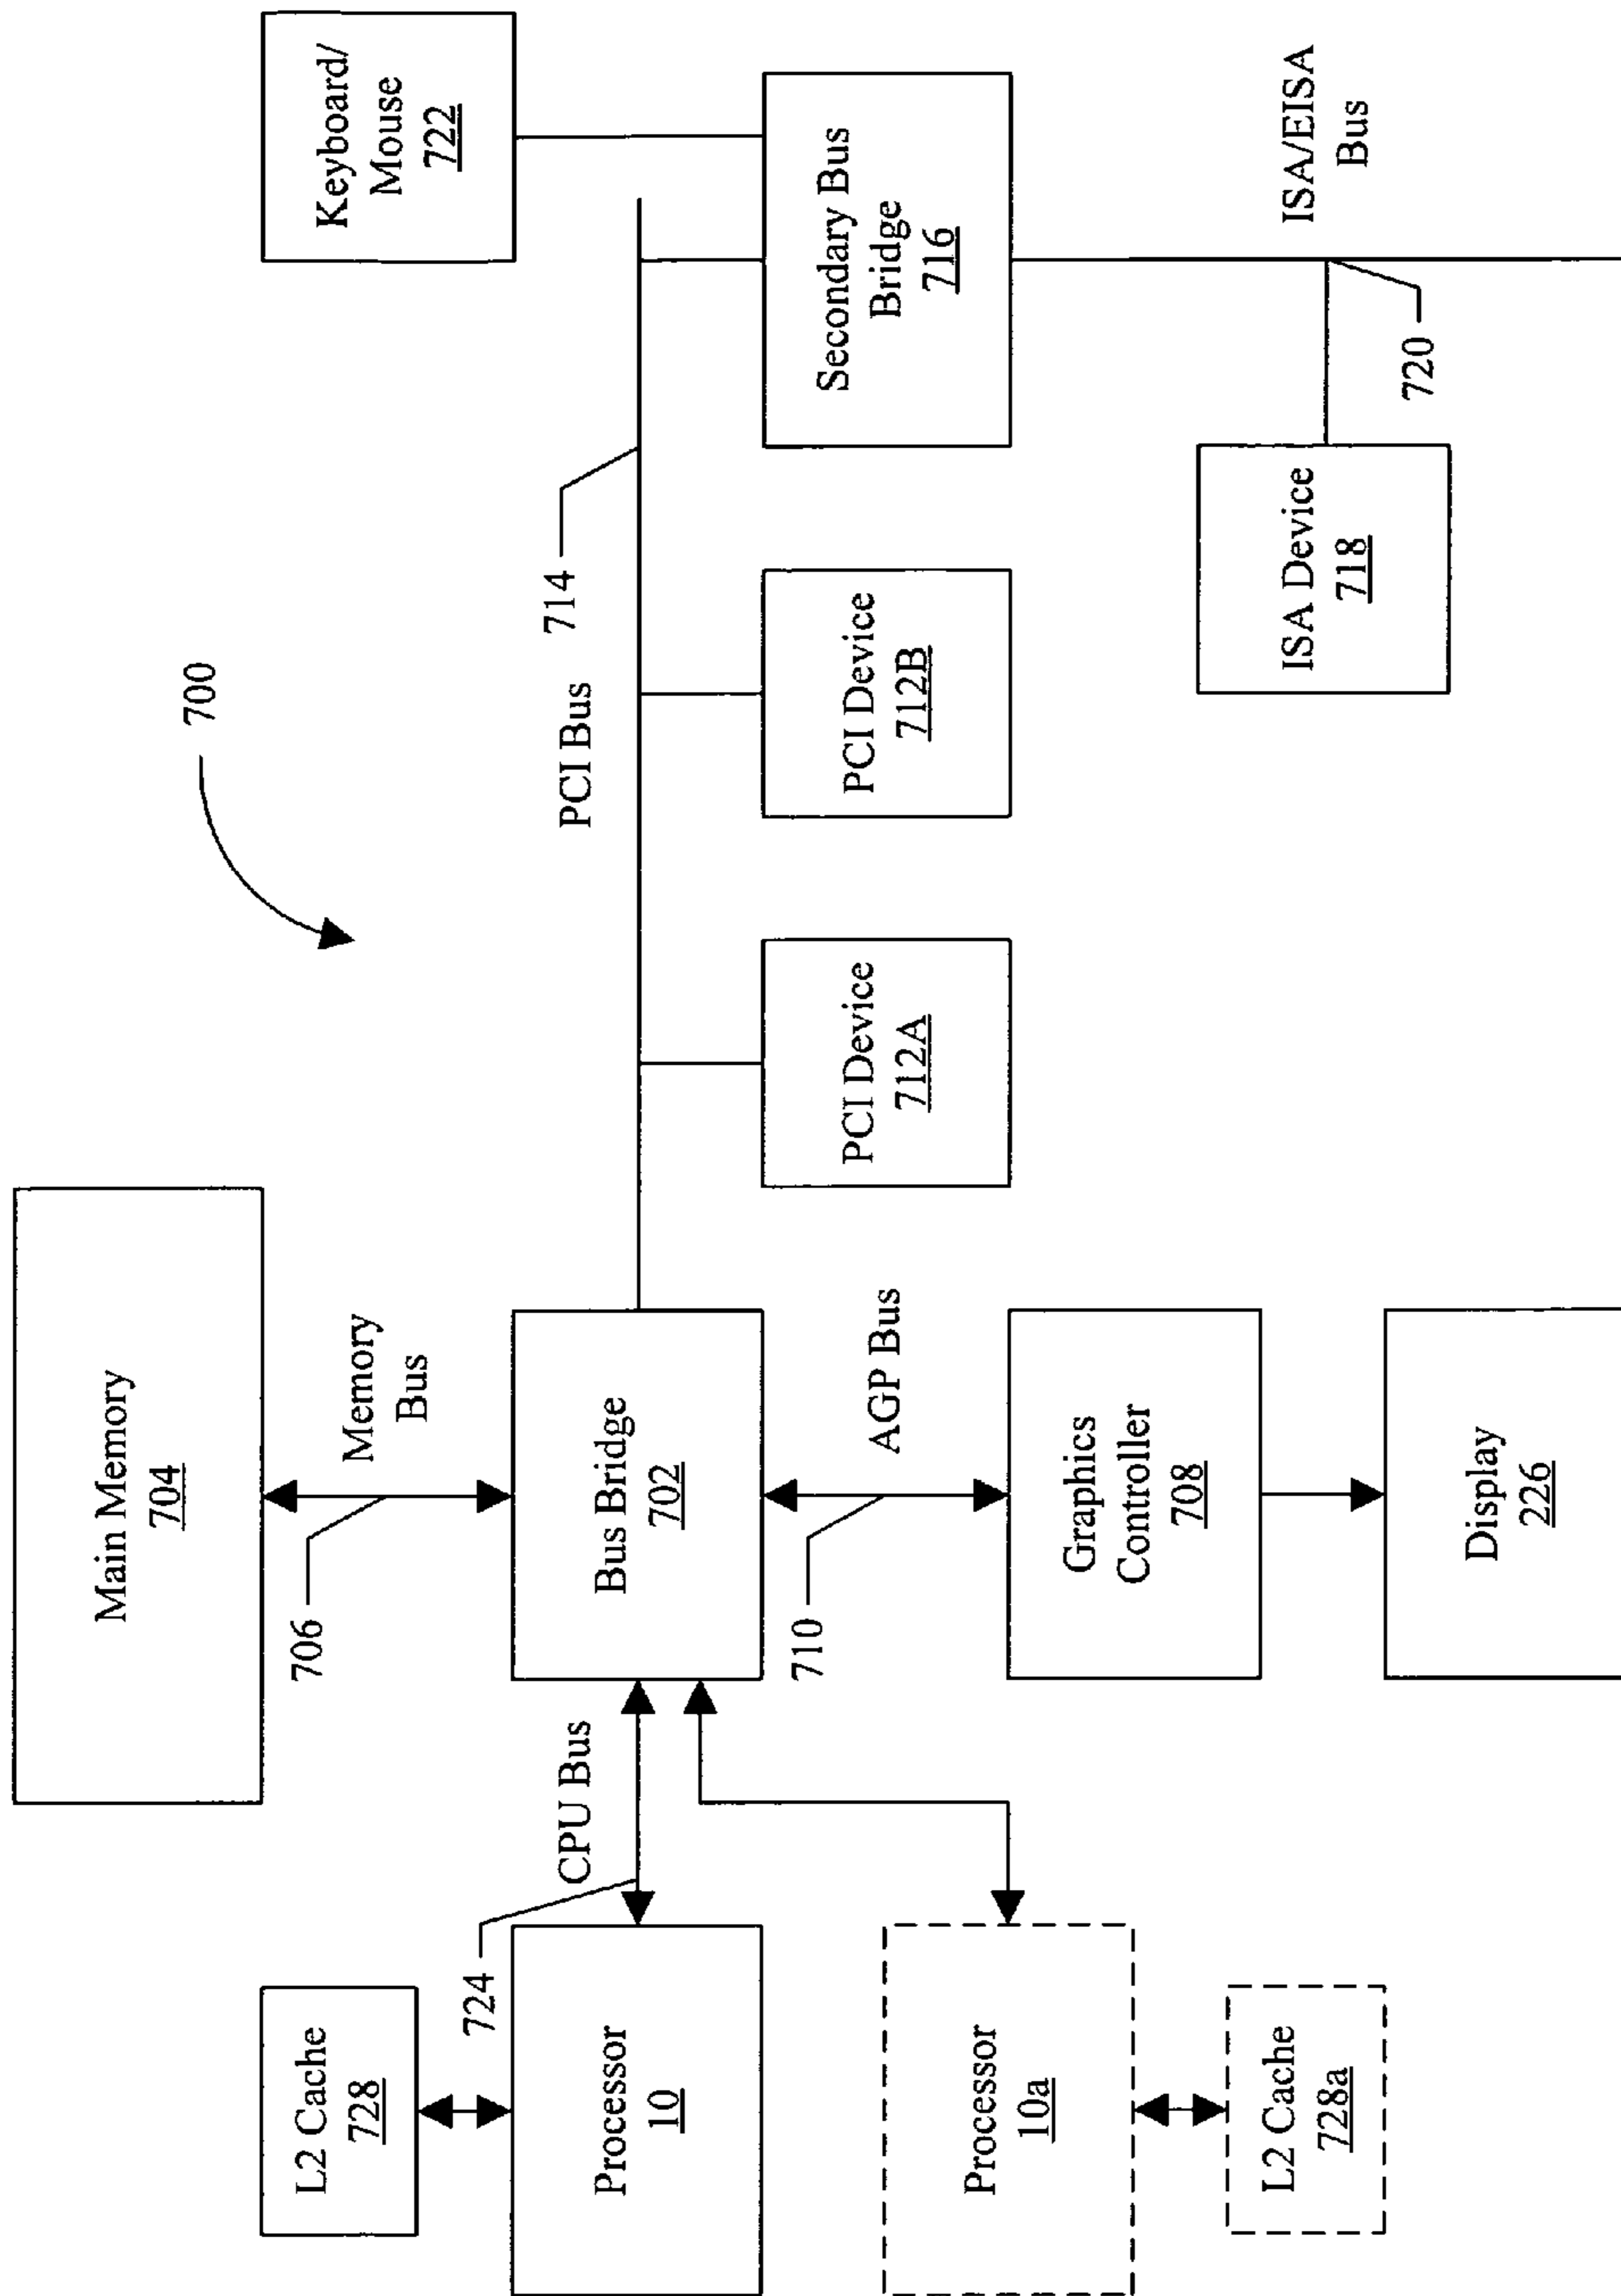 700
Main Memory
704
706
Memory
Bus
L2 Cache
728
724
CPU Bus
Processor
10
Bus Bridge
702
PCI Bus
714
Keyboard/
Mouse
722
710
AGP Bus
PCI Device
712A
PCI Device
712B
Secondary Bus
Bridge
716
Processor
10a
Graphics
Controller
708
L2 Cache
728a
Display
226
ISA Device
718
720
ISA/EISA
Bus